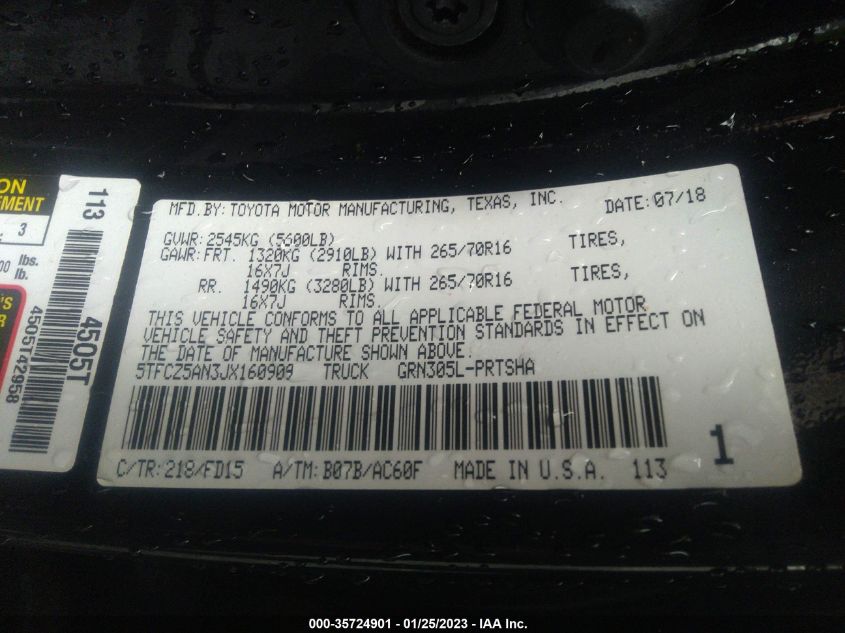 ON
EMENT
3
00 lbs.
lb.
'S
R
113
4505T
4505142958
MFD.BY:TOYOTA MOTOR MANUFACTURING, TEXAS, INC. DATE:07/18
GVWR:2545KG (5600LB)
GAWR:FRT. 1320KG (2910LB) WITH 265/70R16 TIRES,
16X7J RIMS.
RR. 1490KG (3280LB) WITH 265/70R16 TIRES,
16X7J RIMS.
THIS VEHICLE CONFORMS TO ALL APPLICABLE FEDERAL MOTOR
VEHICLE SAFETY AND THEFT PREVENTION STANDARDS IN EFFECT ON
THE DATE OF MANUFACTURE SHOWN ABOVE.
5TFCZ5AN3JX160909 TRUCK GRN305L-PRTSHA
C/TR:218/FD15 A/TM:B07B/AC60F MADE IN U.S.A. 113 1
000-35724901 - 01/25/2023 - IAA Inc.